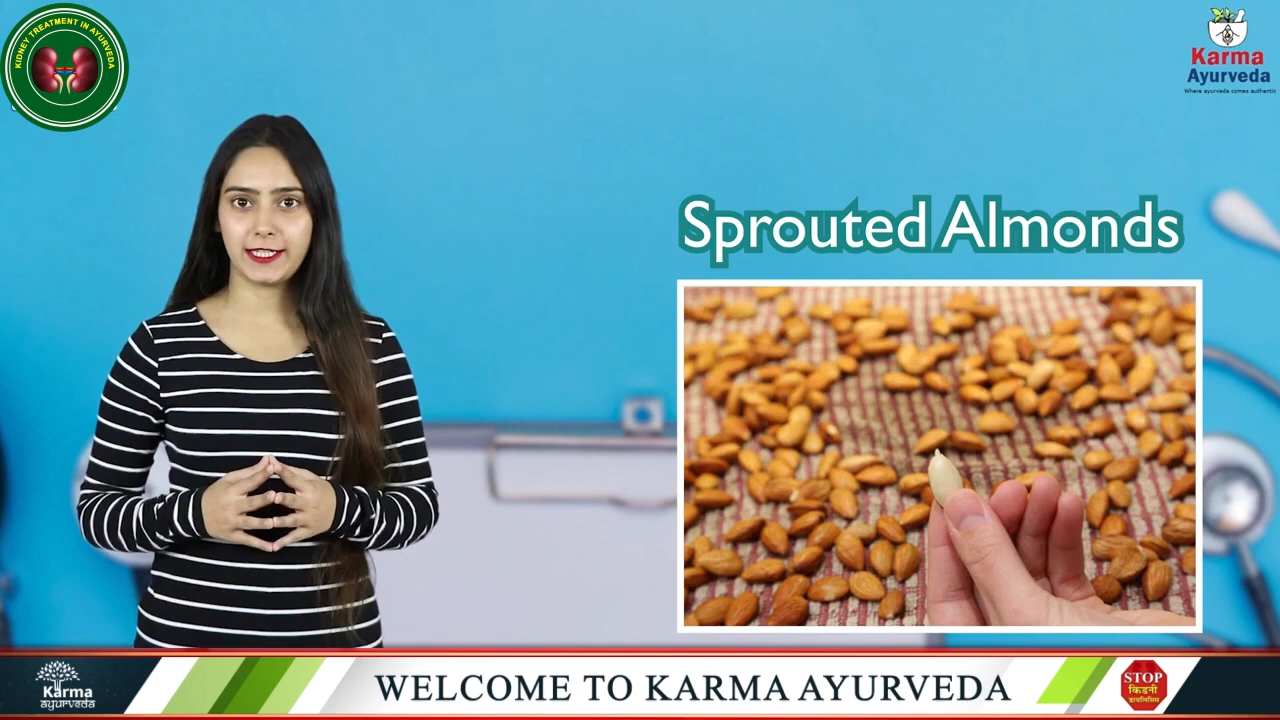 KIDNEY TREATMENT IN AYURVEDA
Karma
Ayurveda
Where ayurveda comes authentic
Sprouted Almonds
Karma
ayurveda
WELCOME TO KARMA AYURVEDA
STOP
किडनी
डायलिसिस